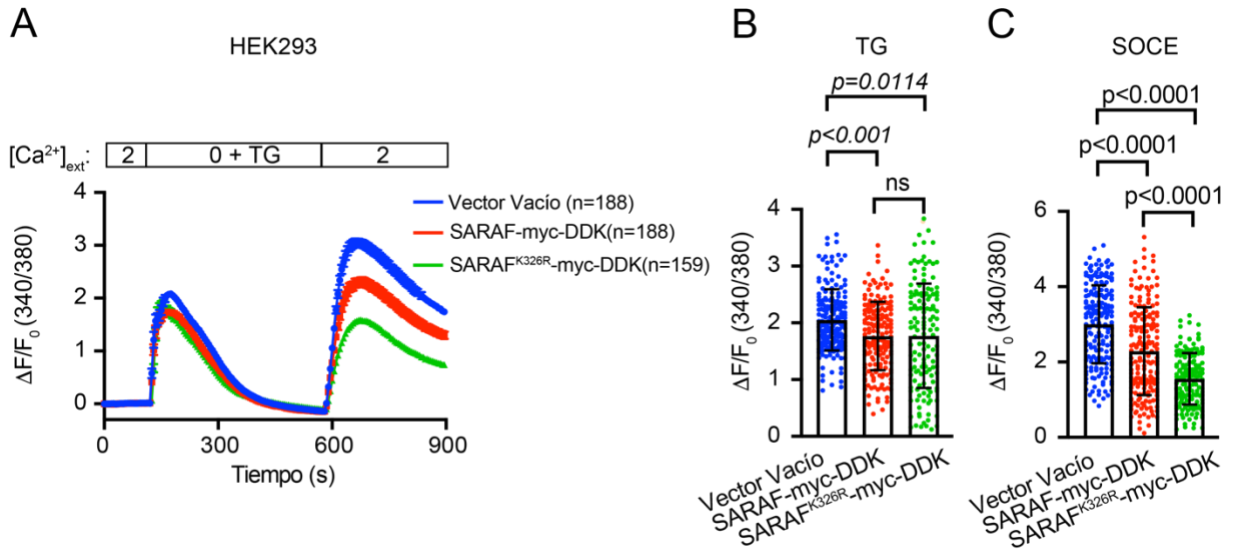 A
HEK293
[Ca²⁺]ext:
2
0 + TG
2
ΔF/F₀ (340/380)
4
3
2
1
0
0
300
600
900
Tiempo (s)
Vector Vacío (n=188)
SARAF-myc-DDK(n=188)
SARAFᴷ³²⁶ᴿ-myc-DDK(n=159)
B
TG
p=0.0114
p<0.001
ns
ΔF/F₀ (340/380)
4
3
2
1
0
Vector Vacío
SARAF-myc-DDK
SARAFᴷ³²⁶ᴿ-myc-DDK
C
SOCE
p<0.0001
p<0.0001
p<0.0001
ΔF/F₀ (340/380)
6
4
2
0
Vector Vacío
SARAF-myc-DDK
SARAFᴷ³²⁶ᴿ-myc-DDK